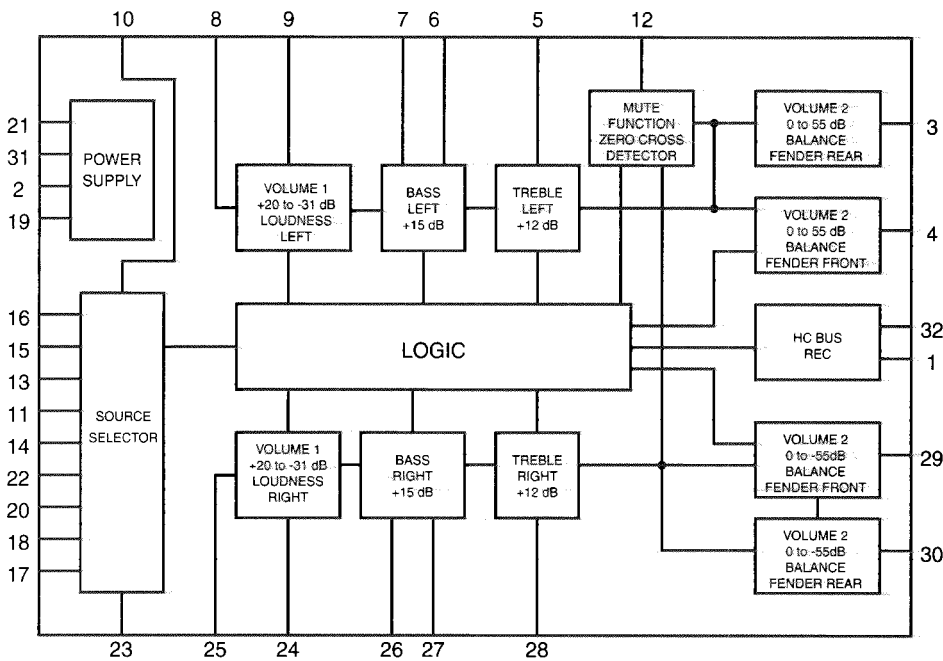 10 8 9 7 6 5 12
21
31
2
19
POWER
SUPPLY
VOLUME 1
+20 to -31 dB
LOUDNESS
LEFT
BASS
LEFT
+15 dB
TREBLE
LEFT
+12 dB
MUTE
FUNCTION
ZERO CROSS
DETECTOR
VOLUME 2
0 to 55 dB
BALANCE
FENDER REAR
3
VOLUME 2
0 to 55 dB
BALANCE
FENDER FRONT
4
16
15
13
11
14
22
20
18
17
SOURCE
SELECTOR
LOGIC
HC BUS
REC
32
1
VOLUME 1
+20 to -31 dB
LOUDNESS
RIGHT
BASS
RIGHT
+15 dB
TREBLE
RIGHT
+12 dB
VOLUME 2
0 to -55dB
BALANCE
FENDER FRONT
29
VOLUME 2
0 to -55dB
BALANCE
FENDER REAR
30
23 25 24 26 27 28